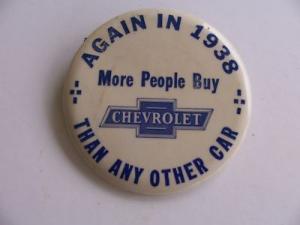 AGAIN IN 1938
More People Buy
CHEVROLET
THAN ANY OTHER CAR